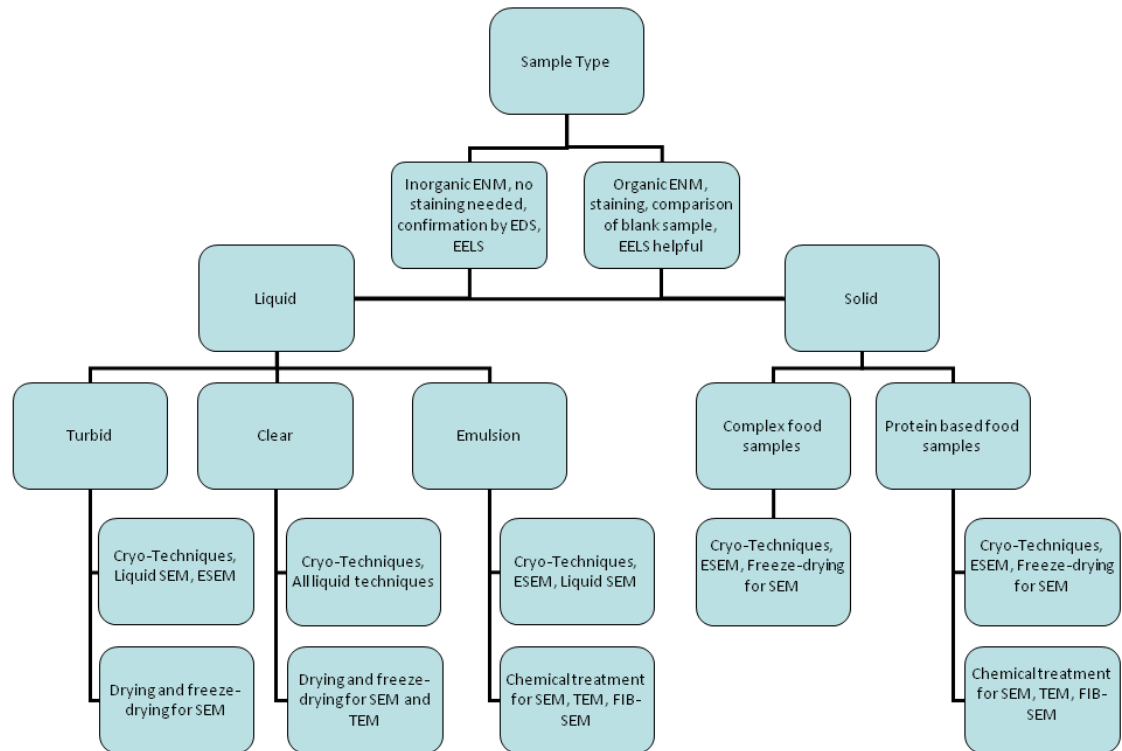 Sample Type
Inorganic ENM, no
staining needed,
confirmation by EDS,
EELS
Organic ENM,
staining, comparison
of blank sample,
EELS helpful
Liquid
Solid
Turbid
Clear
Emulsion
Complex food
samples
Protein based food
samples
Cryo-Techniques,
Liquid SEM, ESEM
Cryo-Techniques,
All liquid techniques
Cryo-Techniques,
ESEM, Liquid SEM
Cryo-Techniques,
ESEM, Freeze-drying
for SEM
Cryo-Techniques,
ESEM, Freeze-drying
for SEM
Drying and freeze-
drying for SEM
Drying and freeze-
drying for SEM and
TEM
Chemical treatment
for SEM, TEM, FIB-
SEM
Chemical treatment
for SEM, TEM, FIB-
SEM